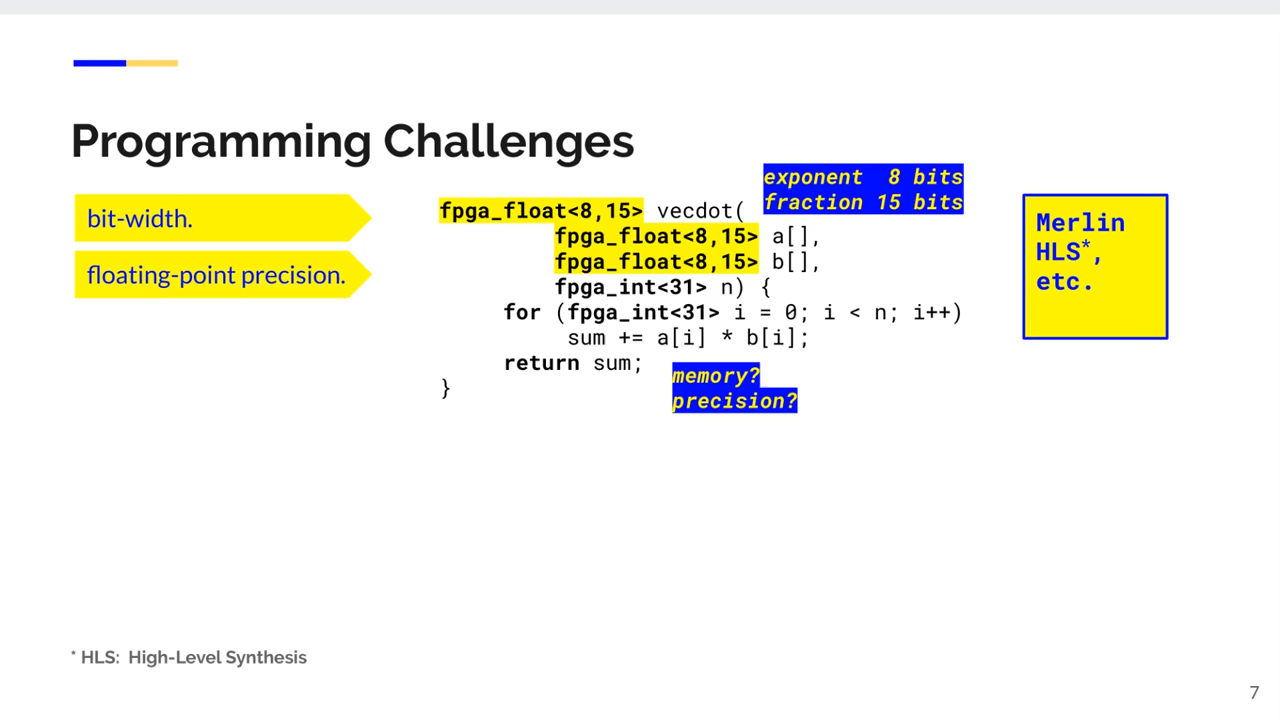 Programming Challenges
bit-width.
floating-point precision.
exponent  8 bits
fraction 15 bits
fpga_float<8,15> vecdot(
         fpga_float<8,15> a[],
         fpga_float<8,15> b[],
         fpga_int<31> n) {
     for (fpga_int<31> i = 0; i < n; i++)
          sum += a[i] * b[i];
     return sum;
}
memory?
precision?
Merlin
HLS*,
etc.
* HLS:  High-Level Synthesis
7